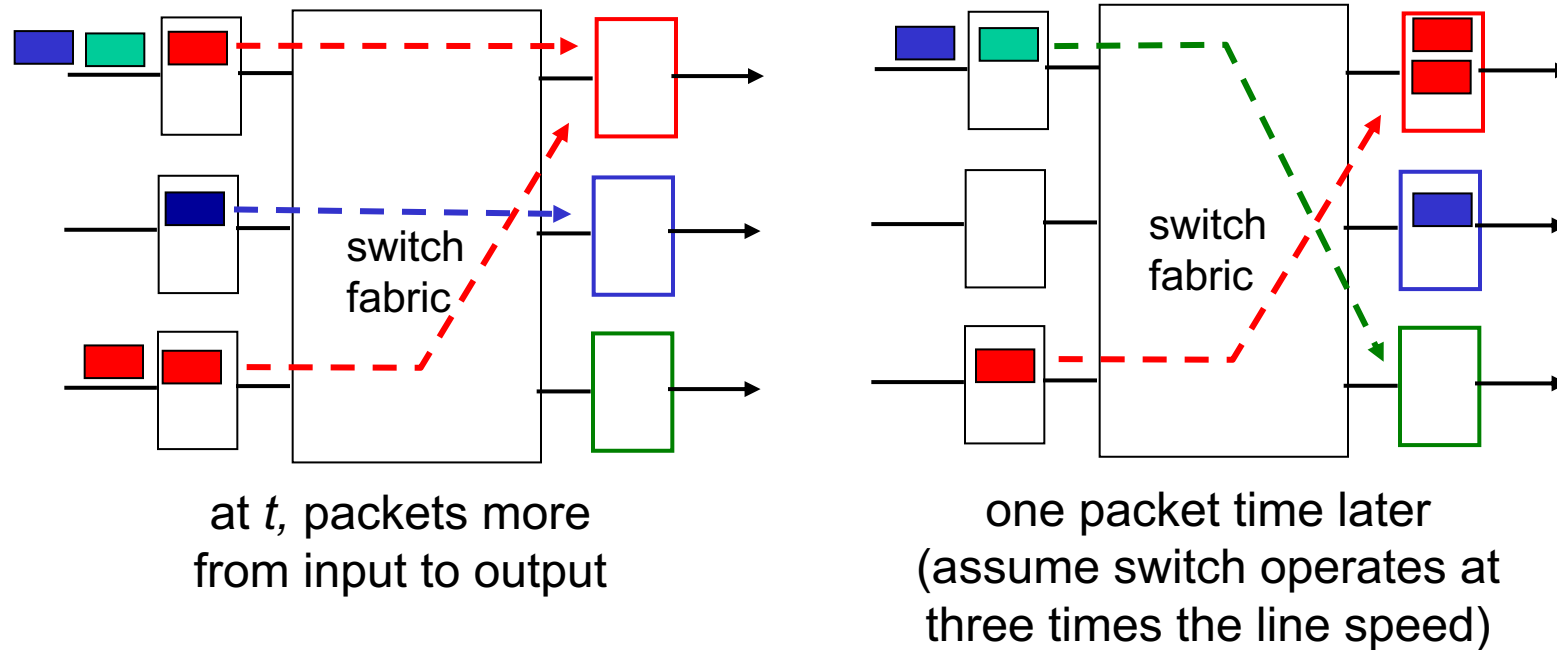 switch
fabric
at t, packets more
from input to output
switch
fabric
one packet time later
(assume switch operates at
three times the line speed)